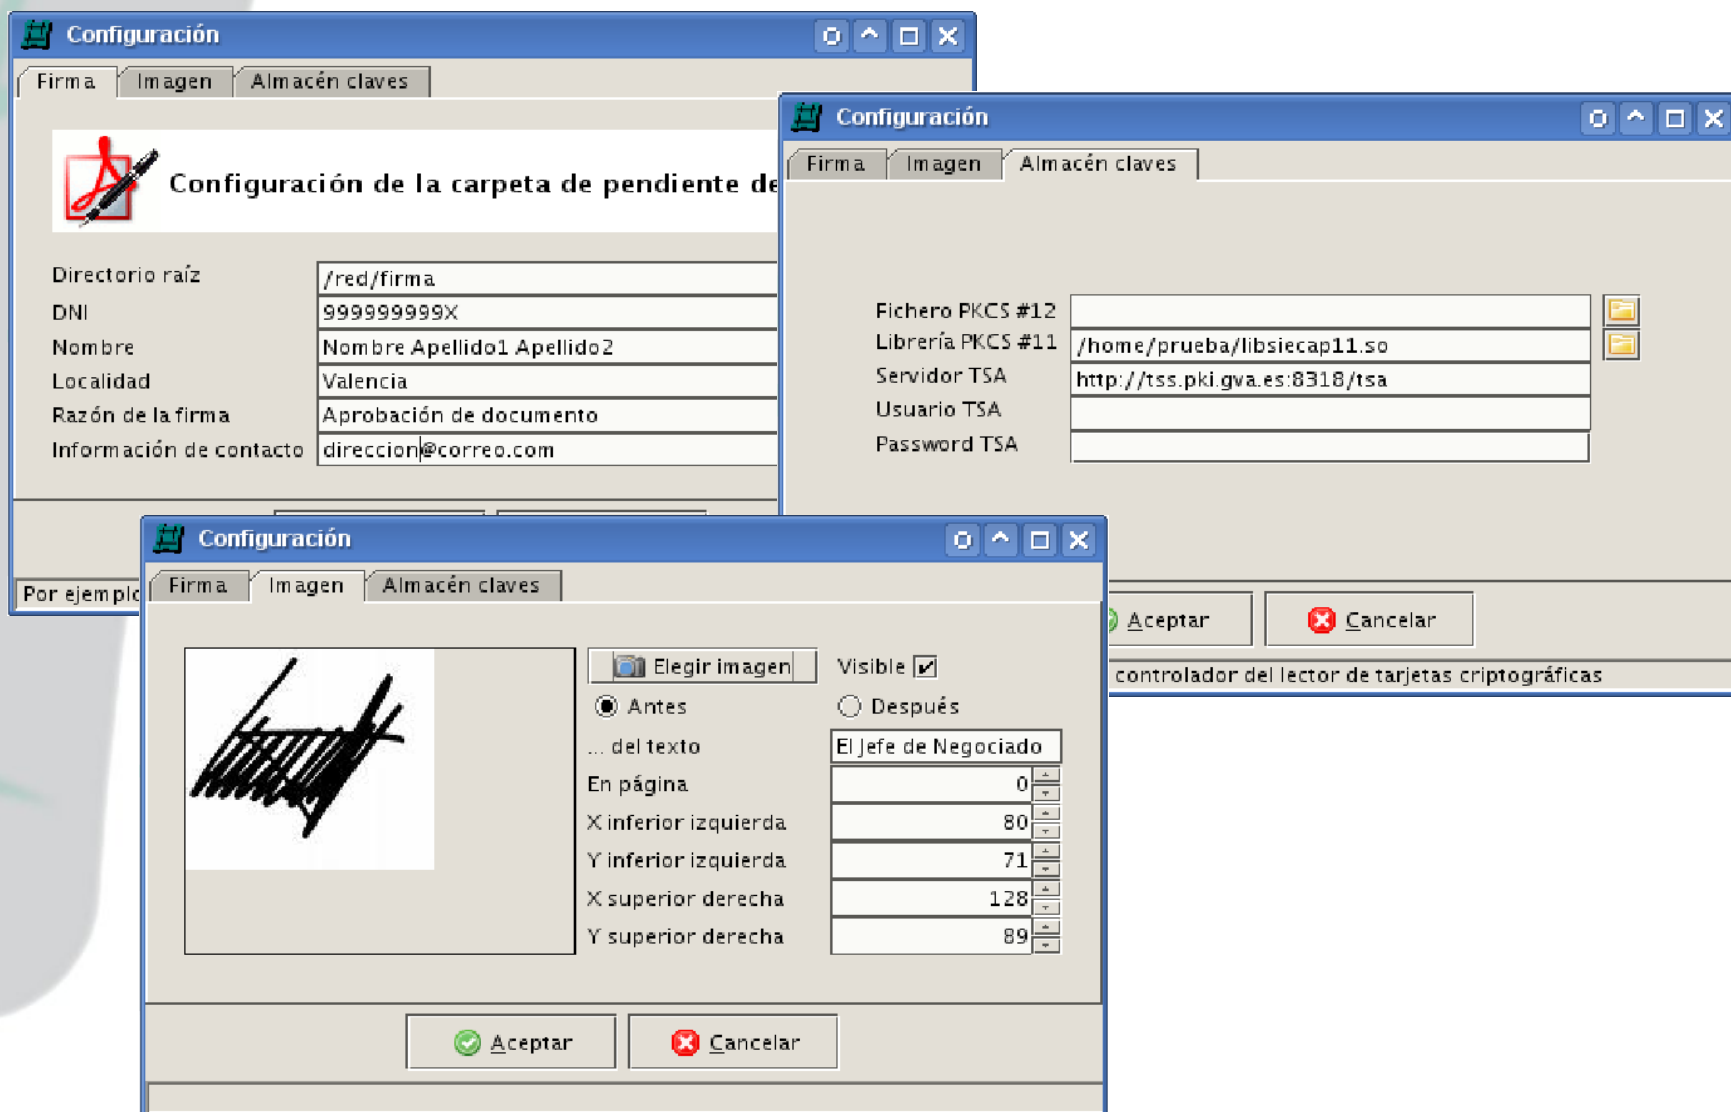 Configuración
Firma
Imagen
Almacén claves
Configuración de la carpeta de pendiente de
Directorio raíz
/red/firma
DNI
999999999X
Nombre
Nombre Apellido1 Apellido2
Localidad
Valencia
Razón de la firma
Aprobación de documento
Información de contacto
direccion@correo.com
Por ejemplo
Configuración
Firma
Imagen
Almacén claves
Fichero PKCS #12
Librería PKCS #11
/home/prueba/libsiecap11.so
Servidor TSA
http://tss.pki.gva.es:8318/tsa
Usuario TSA
Password TSA
Aceptar
Cancelar
controlador del lector de tarjetas criptográficas
Configuración
Firma
Imagen
Almacén claves
Elegir imagen
Visible
Antes
Después
... del texto
El Jefe de Negociado
En página
0
X inferior izquierda
80
Y inferior izquierda
71
X superior derecha
128
Y superior derecha
89
Aceptar
Cancelar